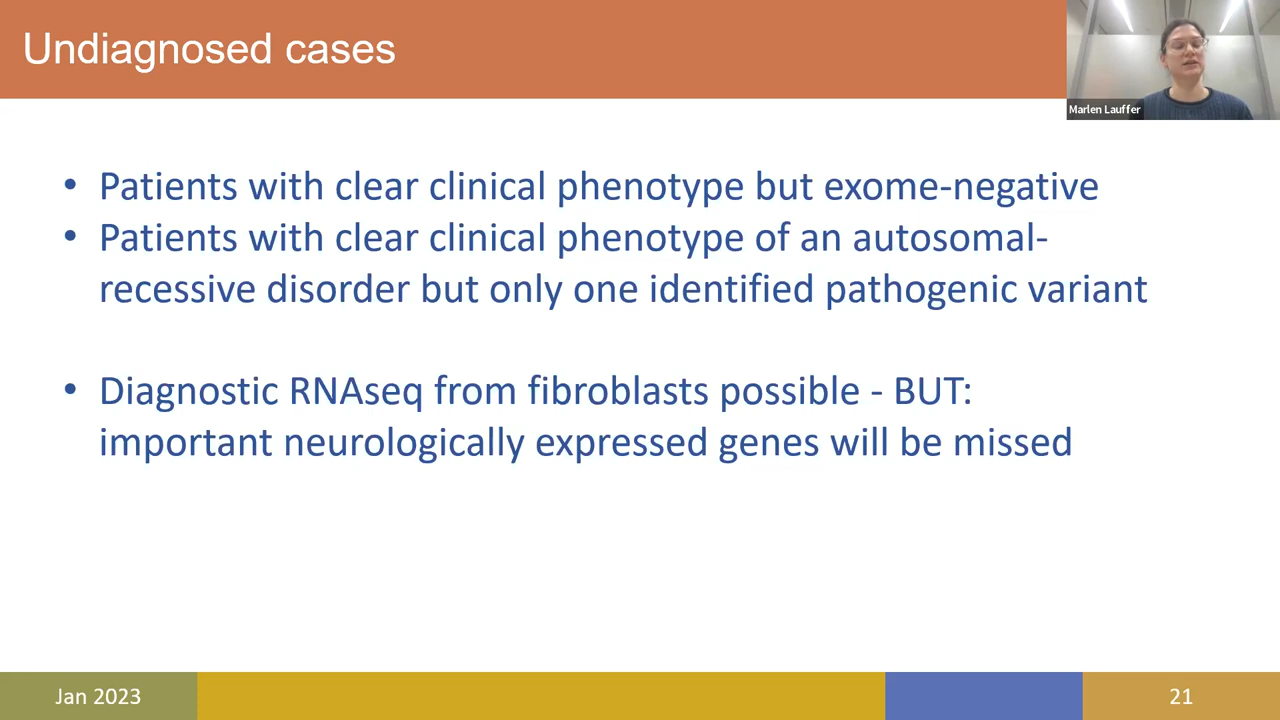 Undiagnosed cases
Marlen Lauffer
• Patients with clear clinical phenotype but exome-negative
• Patients with clear clinical phenotype of an autosomal-
recessive disorder but only one identified pathogenic variant
• Diagnostic RNAseq from fibroblasts possible - BUT:
important neurologically expressed genes will be missed
Jan 2023
21